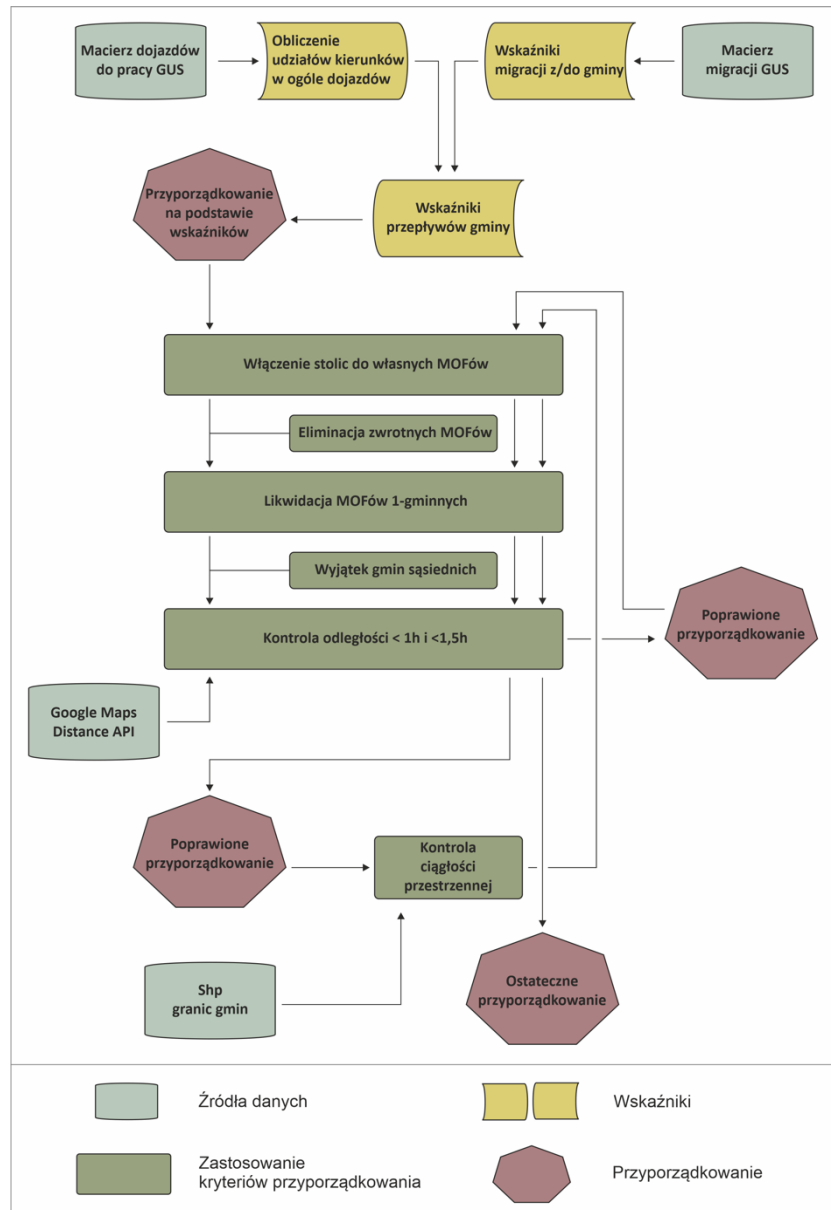 Macierz dojazdów
do pracy GUS
Obliczenie
udziałów kierunków
w ogóle dojazdów
Wskaźniki
migracji z/do gminy
Macierz
migracji GUS
Przyporządkowanie
na podstawie
wskaźników
Wskaźniki
przepływów gminy
Włączenie stolic do własnych MOFów
Eliminacja zwrotnych MOFów
Likwidacja MOFów 1-gminnych
Wyjątek gmin sąsiednich
Kontrola odległości < 1h i <1,5h
Poprawione
przyporządkowanie
Google Maps
Distance API
Poprawione
przyporządkowanie
Kontrola
ciągłości
przestrzennej
Shp
granic gmin
Ostateczne
przyporządkowanie
Źródła danych
Wskaźniki
Zastosowanie
kryteriów przyporządkowania
Przyporządkowanie